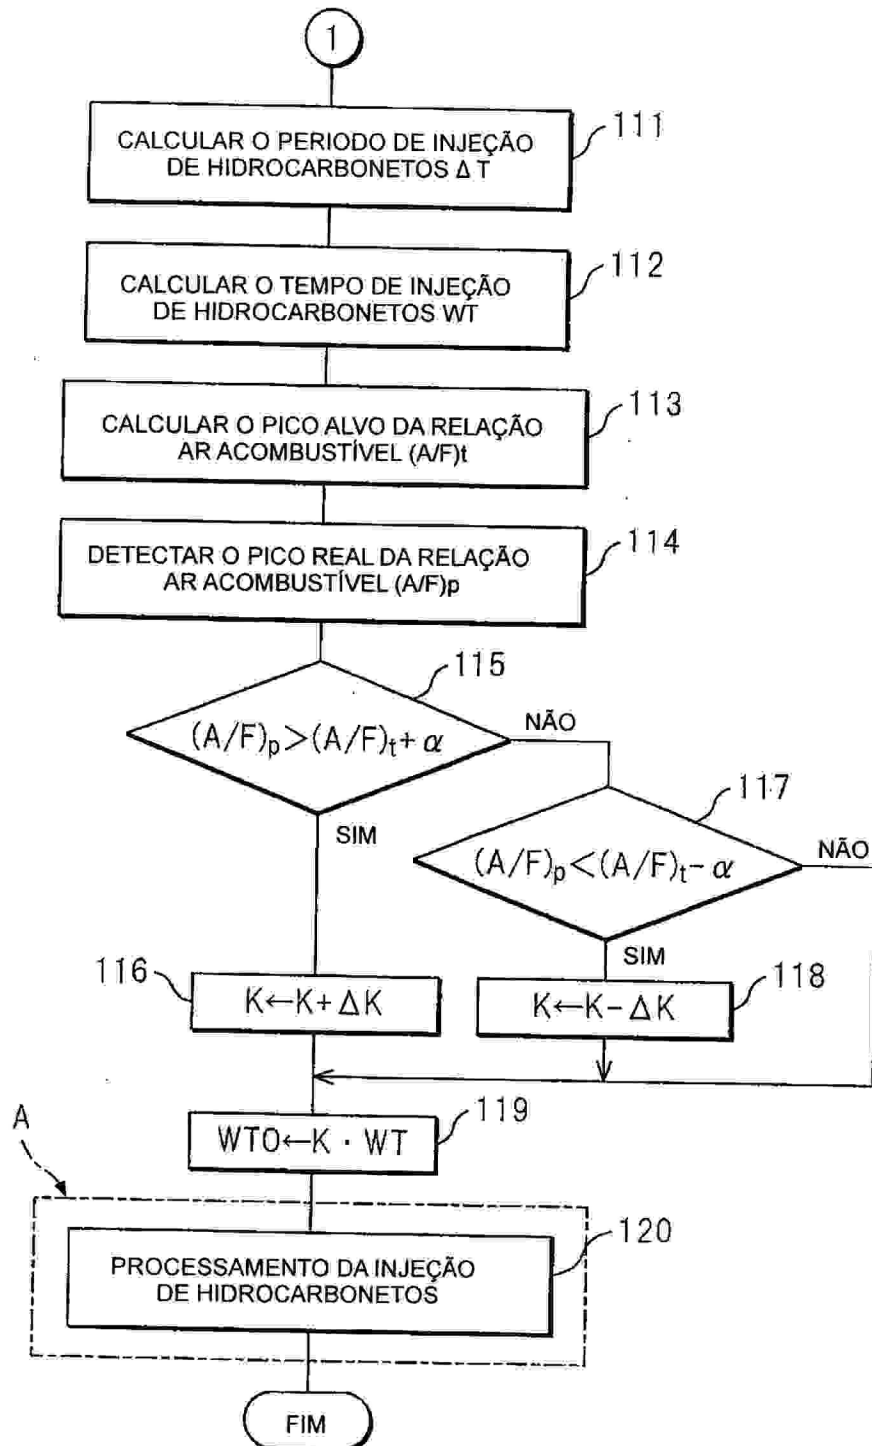 1
CALCULAR O PERIODO DE INJEÇÃO
DE HIDROCARBONETOS Δ T
111
CALCULAR O TEMPO DE INJEÇÃO
DE HIDROCARBONETOS WT
112
CALCULAR O PICO ALVO DA RELAÇÃO
AR ACOMBUSTÍVEL (A/F)t
113
DETECTAR O PICO REAL DA RELAÇÃO
AR ACOMBUSTÍVEL (A/F)p
114
115
(A/F)p>(A/F)t+α
NÃO
SIM
117
(A/F)p<(A/F)t-α
NÃO
SIM
116
K←K+ΔK
118
K←K-ΔK
119
WTO←K · WT
A
120
PROCESSAMENTO DA INJEÇÃO
DE HIDROCARBONETOS
FIM